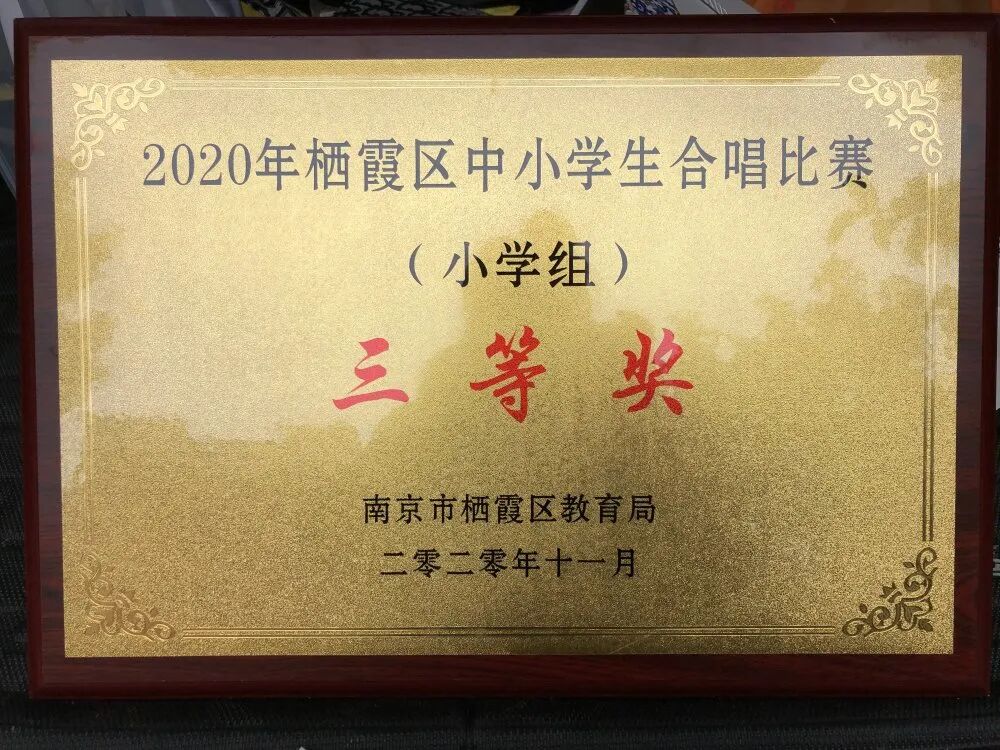 2020年栖霞区中小学生合唱比赛
（小学组）
三等奖
南京市栖霞区教育局
二零二零年十一月